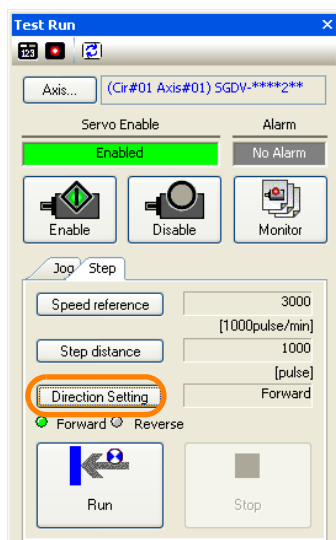 Test Run
123
Axis... (Cir#01 Axis#01) SGDV-****2**
Servo Enable Alarm
Enabled No Alarm
Enable Disable Monitor
Jog Step
Speed reference 3000
[1000pulse/min]
Step distance 1000
[pulse]
Direction Setting Forward
Forward Reverse
Run Stop